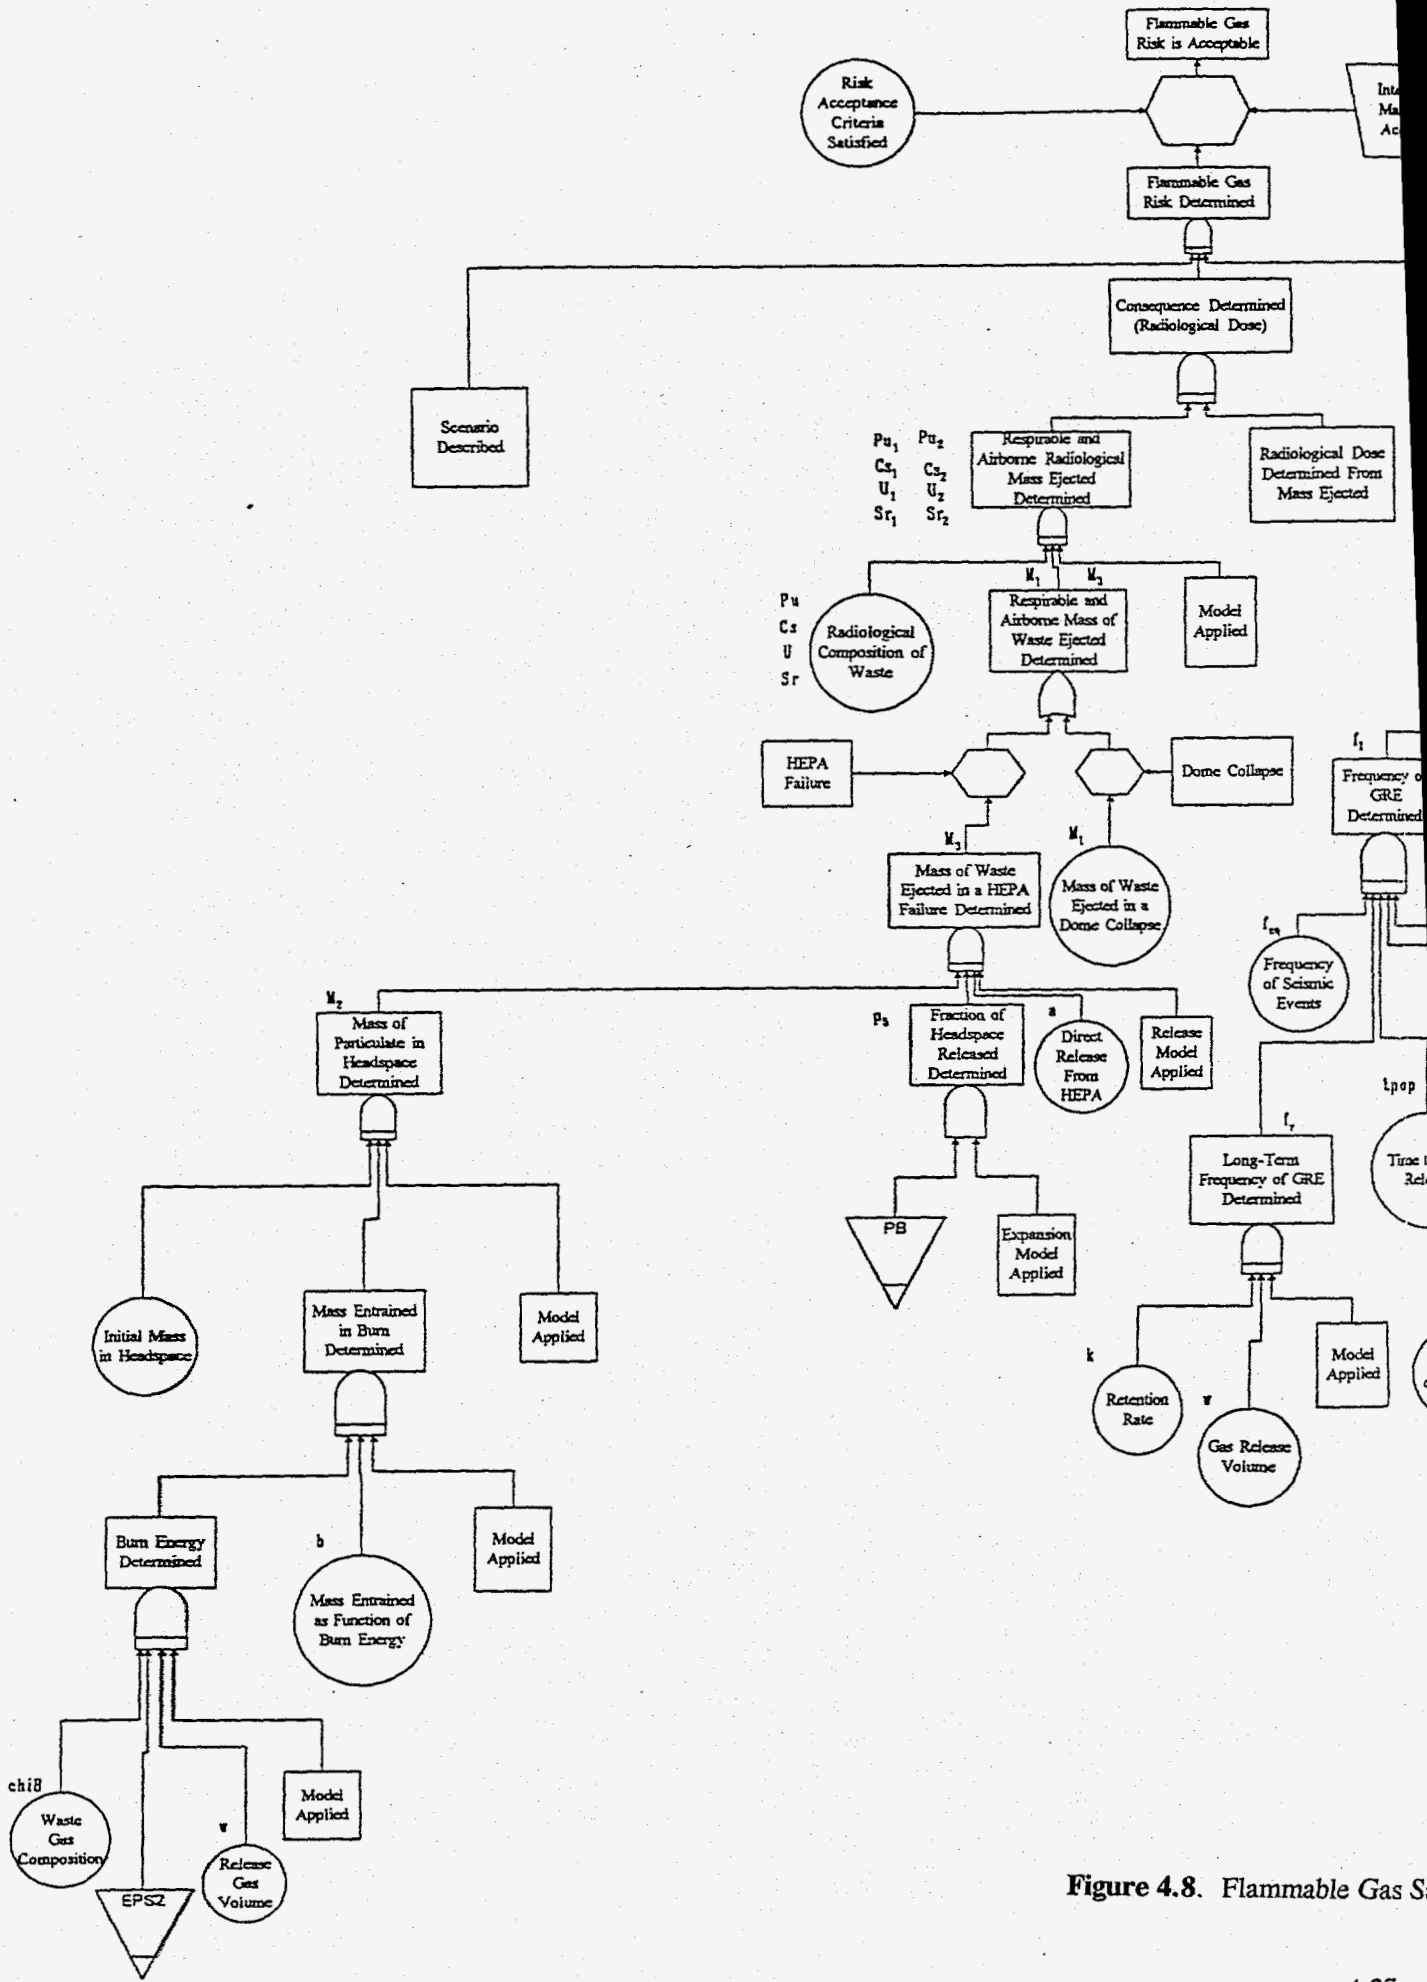 Flammable Gas
Risk is Acceptable
Risk
Acceptance
Criteria
Satisfied
Flammable Gas
Risk Determined
Consequence Determined
(Radiological Dose)
Scenario
Described
Pu₁ Pu₂
Cs₁ Cs₂
U₁ U₂
Sr₁ Sr₂
Respirable and
Airborne Radiological
Mass Ejected
Determined
Radiological Dose
Determined From
Mass Ejected
Pu
Cs
U
Sr
Radiological
Composition of
Waste
M₁ M₃
Respirable and
Airborne Mass of
Waste Ejected
Determined
Model
Applied
HEPA
Failure
Dome Collapse
f₁
Frequency
GRE
Determined
M₃
Mass of Waste
Ejected in a HEPA
Failure Determined
M₁
Mass of Waste
Ejected in a
Dome Collapse
Frequency
of Seismic
Events
M₂
Mass of
Particulate in
Headspace
Determined
P₃
Fraction of
Headspace
Released
Determined
a
Direct
Release
From
HEPA
Release
Model
Applied
tpop
Long-Term
Frequency of GRE
Determined
Time
PB
Expansion
Model
Applied
Initial Mass
in Headspace
Mass Entrained
in Burn
Determined
Model
Applied
k
Retention
Rate
v
Gas Release
Volume
Model
Applied
Burn Energy
Determined
b
Mass Entrained
as Function of
Burn Energy
Model
Applied
chi8
Waste
Gas
Composition
EPS2
v
Release
Gas
Volume
Model
Applied
Figure 4.8. Flammable Gas